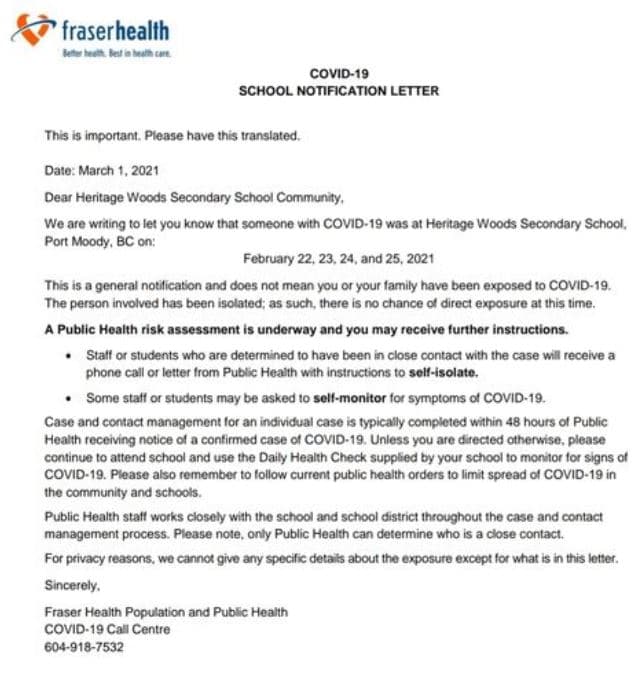 fraserhealth
Better health. Best in health care.
COVID-19
SCHOOL NOTIFICATION LETTER
This is important. Please have this translated.
Date: March 1, 2021
Dear Heritage Woods Secondary School Community,
We are writing to let you know that someone with COVID-19 was at Heritage Woods Secondary School,
Port Moody, BC on:
February 22, 23, 24, and 25, 2021
This is a general notification and does not mean you or your family have been exposed to COVID-19.
The person involved has been isolated; as such, there is no chance of direct exposure at this time.
A Public Health risk assessment is underway and you may receive further instructions.
• Staff or students who are determined to have been in close contact with the case will receive a
phone call or letter from Public Health with instructions to self-isolate.
• Some staff or students may be asked to self-monitor for symptoms of COVID-19.
Case and contact management for an individual case is typically completed within 48 hours of Public
Health receiving notice of a confirmed case of COVID-19. Unless you are directed otherwise, please
continue to attend school and use the Daily Health Check supplied by your school to monitor for signs of
COVID-19. Please also remember to follow current public health orders to limit spread of COVID-19 in
the community and schools.
Public Health staff works closely with the school and school district throughout the case and contact
management process. Please note, only Public Health can determine who is a close contact.
For privacy reasons, we cannot give any specific details about the exposure except for what is in this letter.
Sincerely,
Fraser Health Population and Public Health
COVID-19 Call Centre
604-918-7532